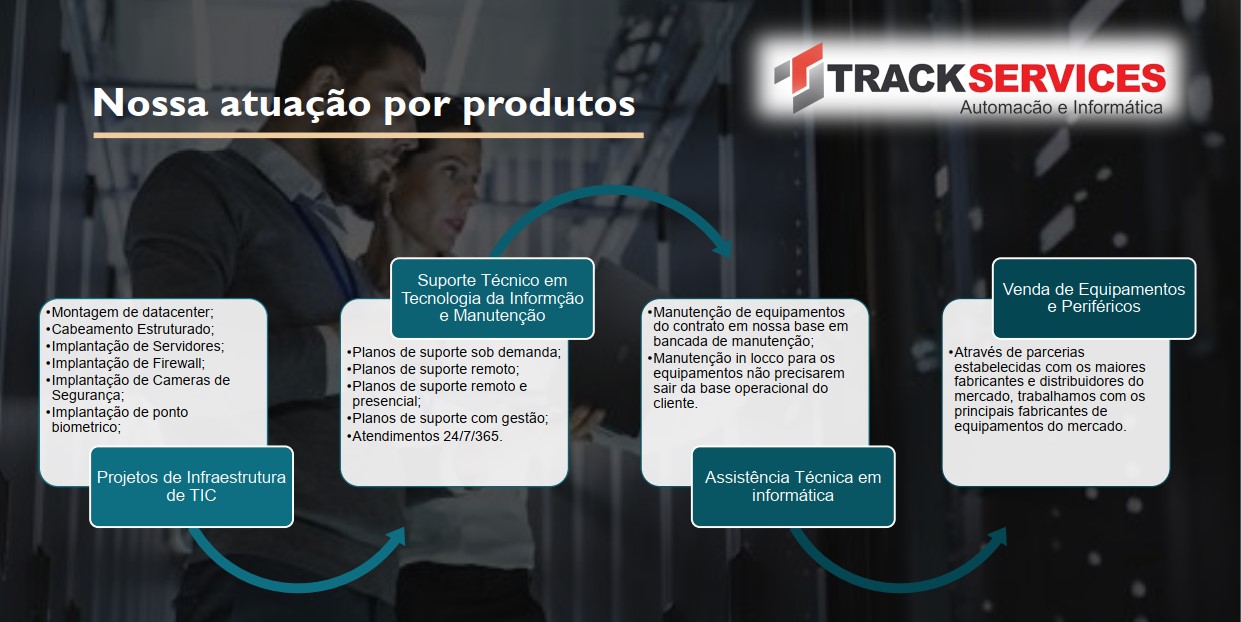 Nossa atuação por produtos
TRACKSERVICES
Automacão e Informática
•Montagem de datacenter;
•Cabeamento Estruturado;
•Implantação de Servidores;
•Implantação de Firewall;
•Implantação de Cameras de
Segurança;
•Implantação de ponto
biometrico;
Projetos de Infraestrutura
de TIC
Suporte Técnico em
Tecnologia da Informção
e Manutenção
•Planos de suporte sob demanda;
•Planos de suporte remoto;
•Planos de suporte remoto e
presencial;
•Planos de suporte com gestão;
•Atendimentos 24/7/365.
•Manutenção de equipamentos
do contrato em nossa base em
bancada de manutenção;
•Manutenção in locco para os
equipamentos não precisarem
sair da base operacional do
cliente.
Assistência Técnica em
informática
Venda de Equipamentos
e Periféricos
•Através de parcerias
estabelecidas com os maiores
fabricantes e distribuidores do
mercado, trabalhamos com os
principais fabricantes de
equipamentos do mercado.